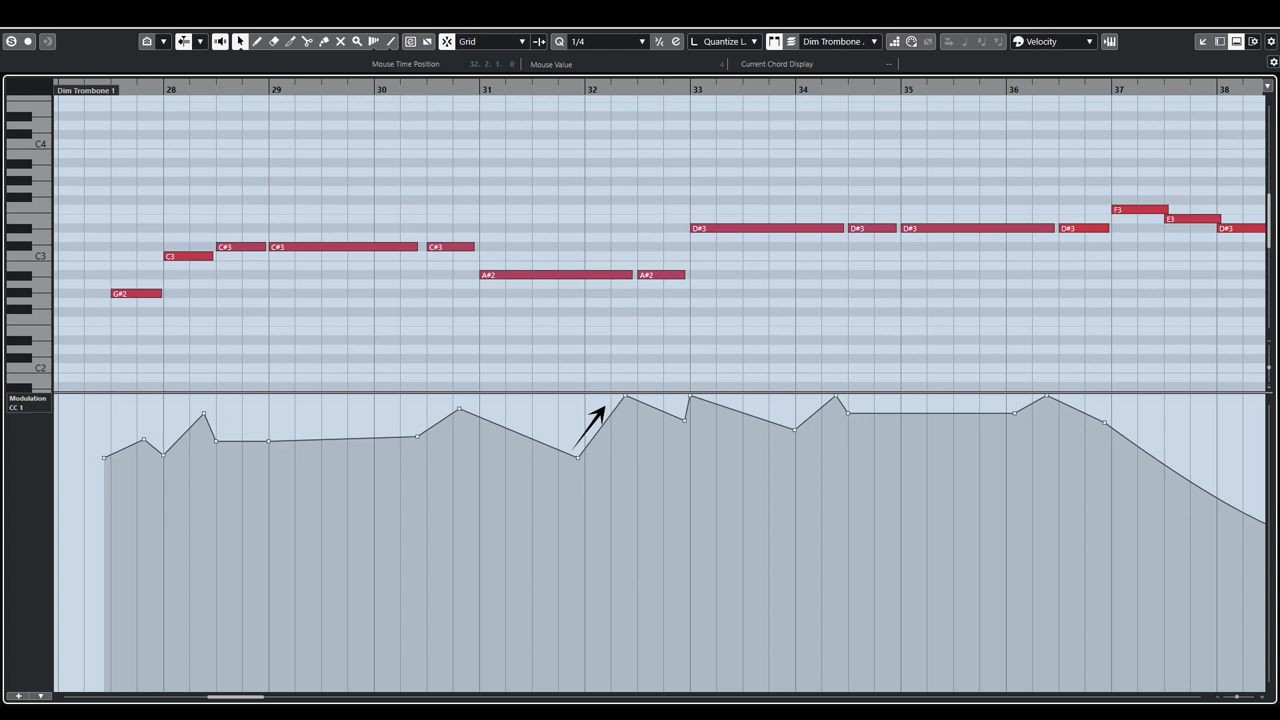 Grid 1/4 Quantize L. Dim Trombone . Velocity
Mouse Time Position 32. 2. 1. 0 Mouse Value 4 Current Chord Display --
Dim Trombone 1 28 29 30 31 32 33 34 35 36 37 38
C4
F3
E3
D#3 D#3 D#3 D#3 D#3
C#3 C#3 C#3
C3 C3
A#2 A#2
G#2
C2
Modulation
CC 1